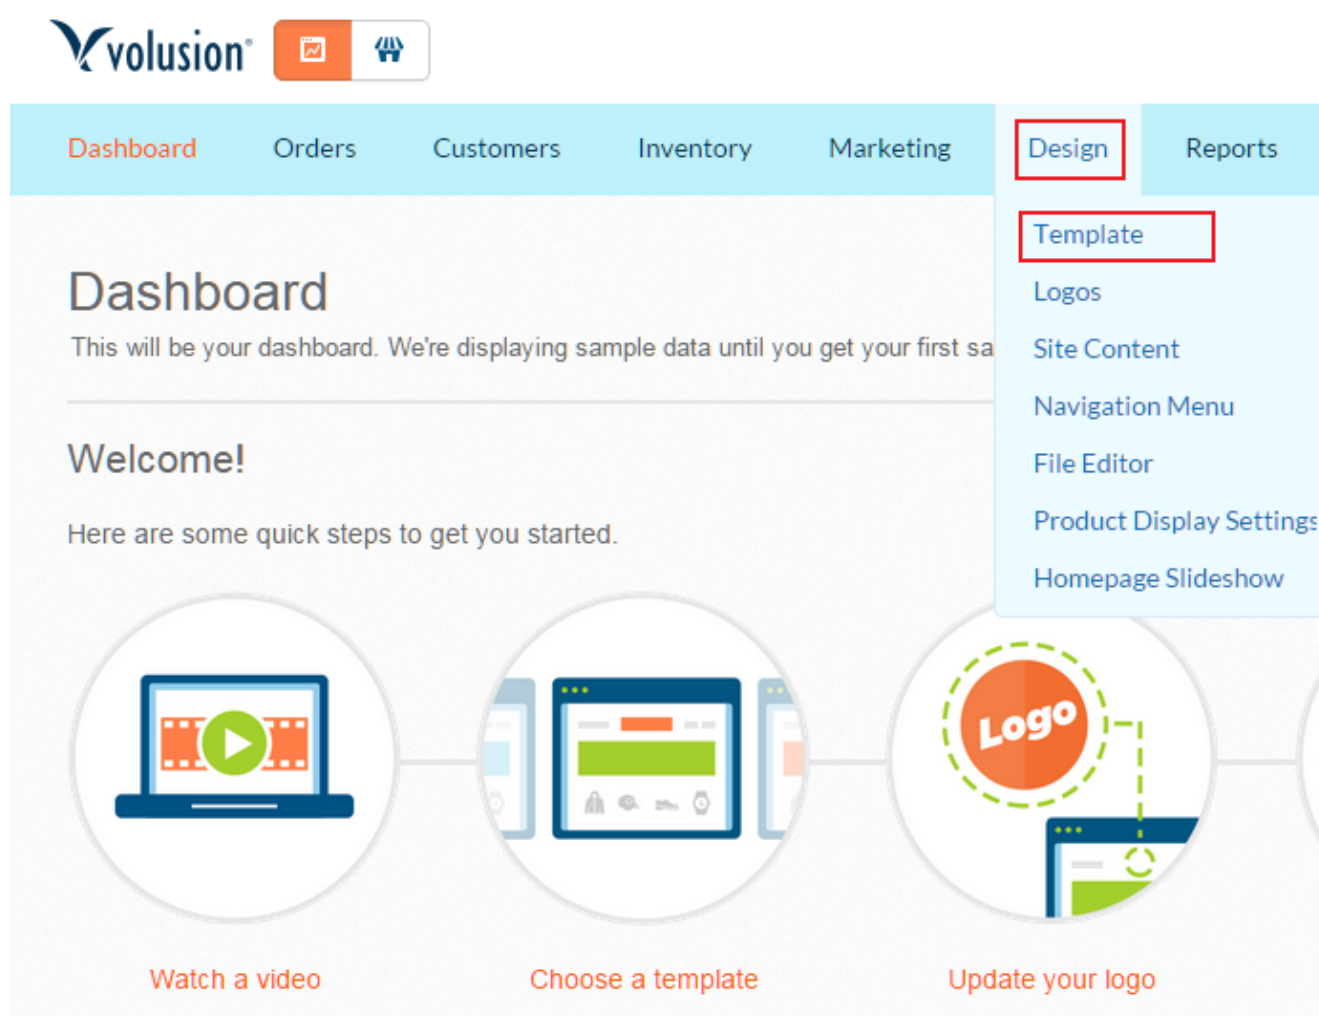 volusion®
Dashboard Orders Customers Inventory Marketing Design Reports
Template
Logos
Site Content
Navigation Menu
File Editor
Product Display Settings
Homepage Slideshow
Dashboard
This will be your dashboard. We're displaying sample data until you get your first sa
Welcome!
Here are some quick steps to get you started.
Logo
Watch a video
Choose a template
Update your logo